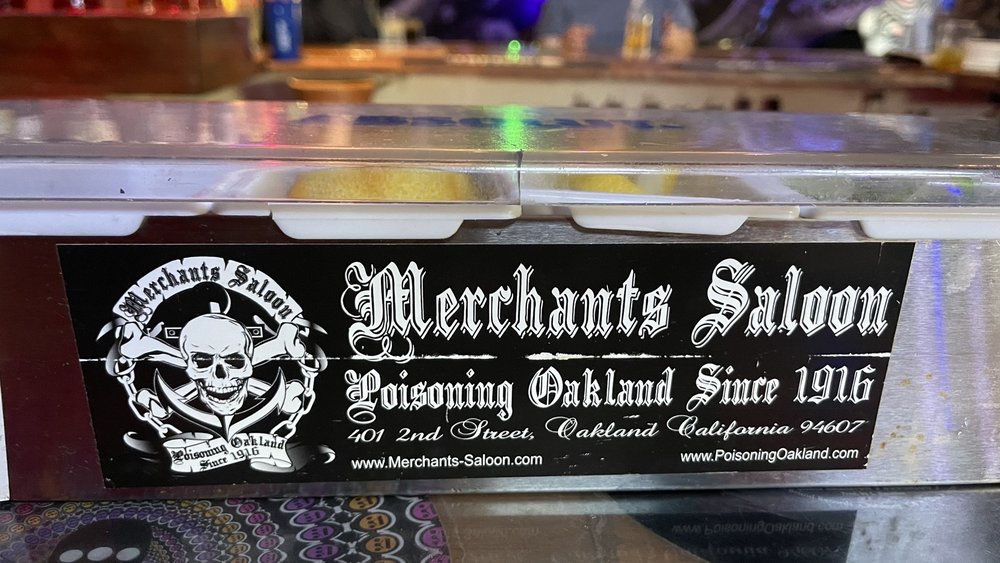 Merchants Saloon
Poisoning Oakland
Since 1916
Merchants Saloon
Poisoning Oakland Since 1916
401 2nd Street, Oakland California 94607
www.Merchants-Saloon.com
www.PoisoningOakland.com